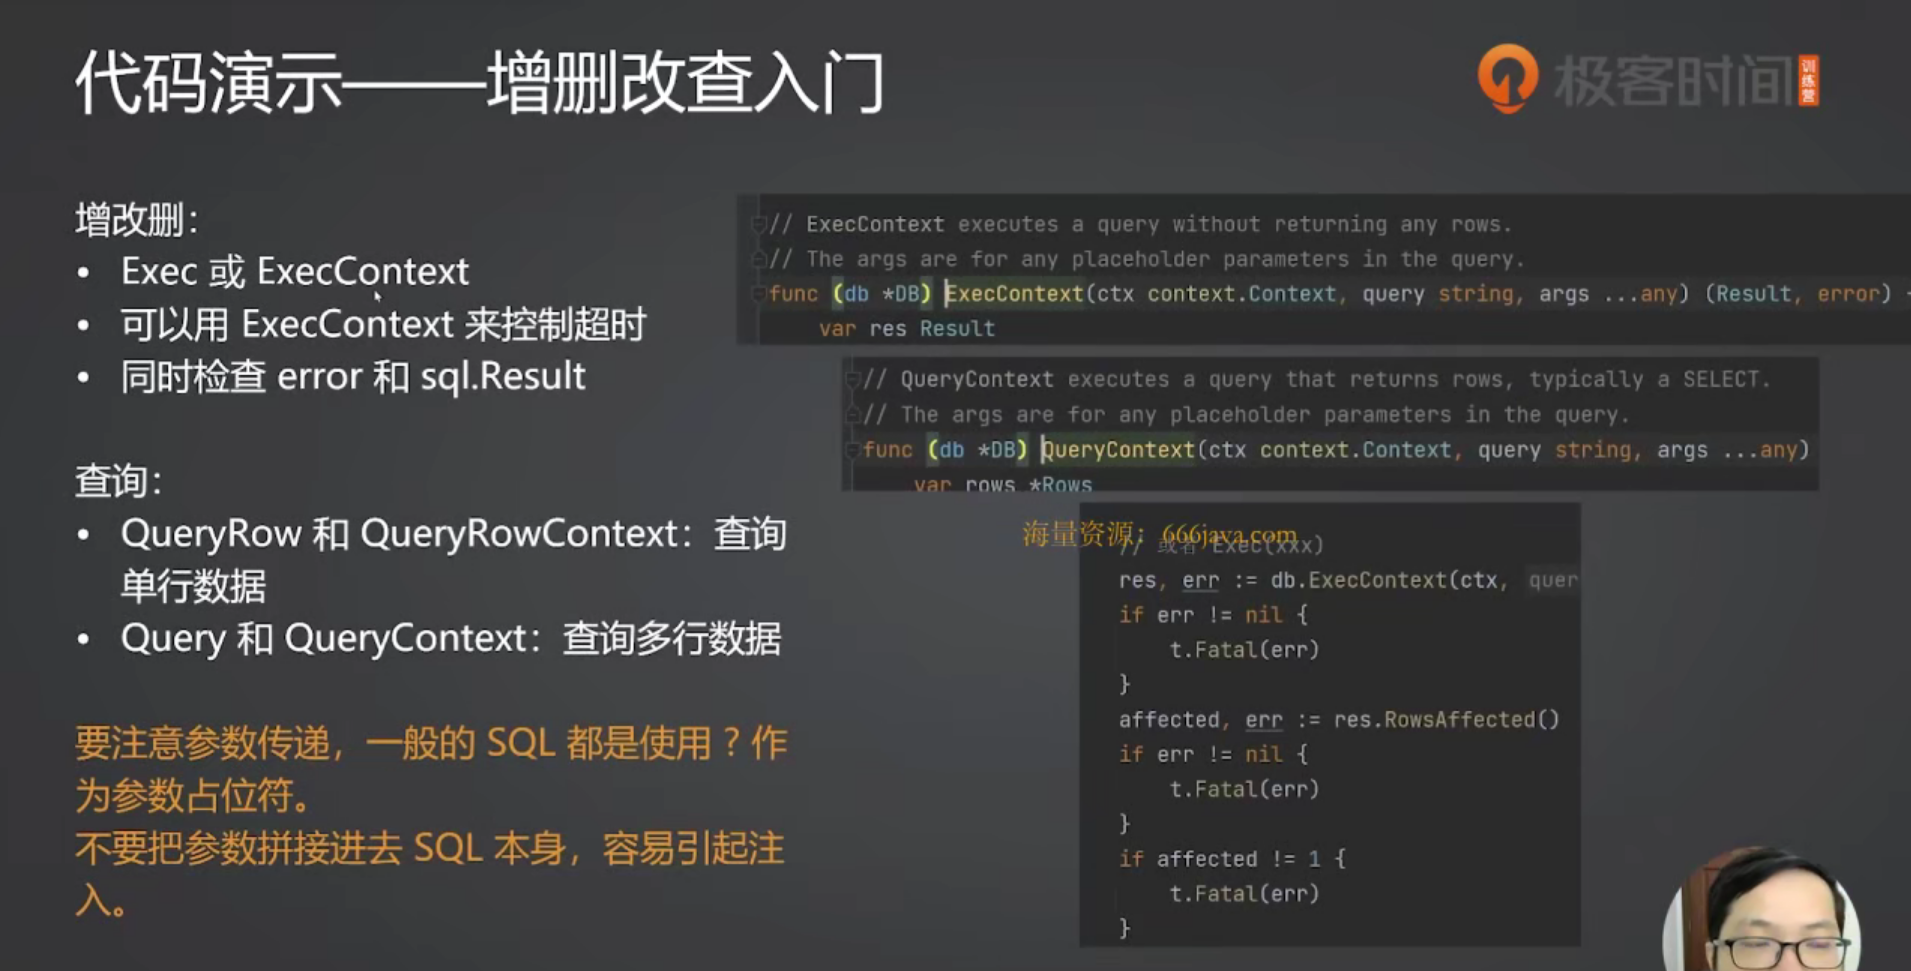 代码演示——增删改查入门
极客时间
训练营
增改删：
• Exec 或 ExecContext
• 可以用 ExecContext 来控制超时
• 同时检查 error 和 sql.Result
查询：
• QueryRow 和 QueryRowContext：查询
单行数据
• Query 和 QueryContext：查询多行数据
要注意参数传递，一般的 SQL 都是使用 ? 作
为参数占位符。
不要把参数拼接进去 SQL 本身，容易引起注
入。
// ExecContext executes a query without returning any rows.
// The args are for any placeholder parameters in the query.
func (db *DB) ExecContext(ctx context.Context, query string, args ...any) (Result, error)
var res Result
// QueryContext executes a query that returns rows, typically a SELECT.
// The args are for any placeholder parameters in the query.
func (db *DB) QueryContext(ctx context.Context, query string, args ...any)
var rows *Rows
海量资源：666java.com
// 或者 Exec(xxx)
res, err := db.ExecContext(ctx, quer
if err != nil {
t.Fatal(err)
}
affected, err := res.RowsAffected()
if err != nil {
t.Fatal(err)
}
if affected != 1 {
t.Fatal(err)
}